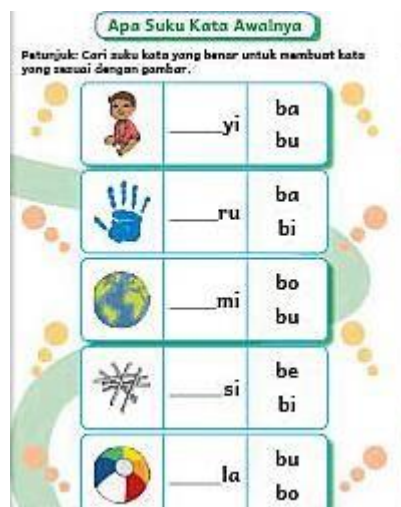 Apa Suku Kata Awalnya
Petunjuk: Cari suku kata yang benar untuk membuat kata
yang sesuai dengan gambar.
____yi
ba
bu
____ru
ba
bi
____mi
bo
bu
____si
be
bi
____la
bu
bo